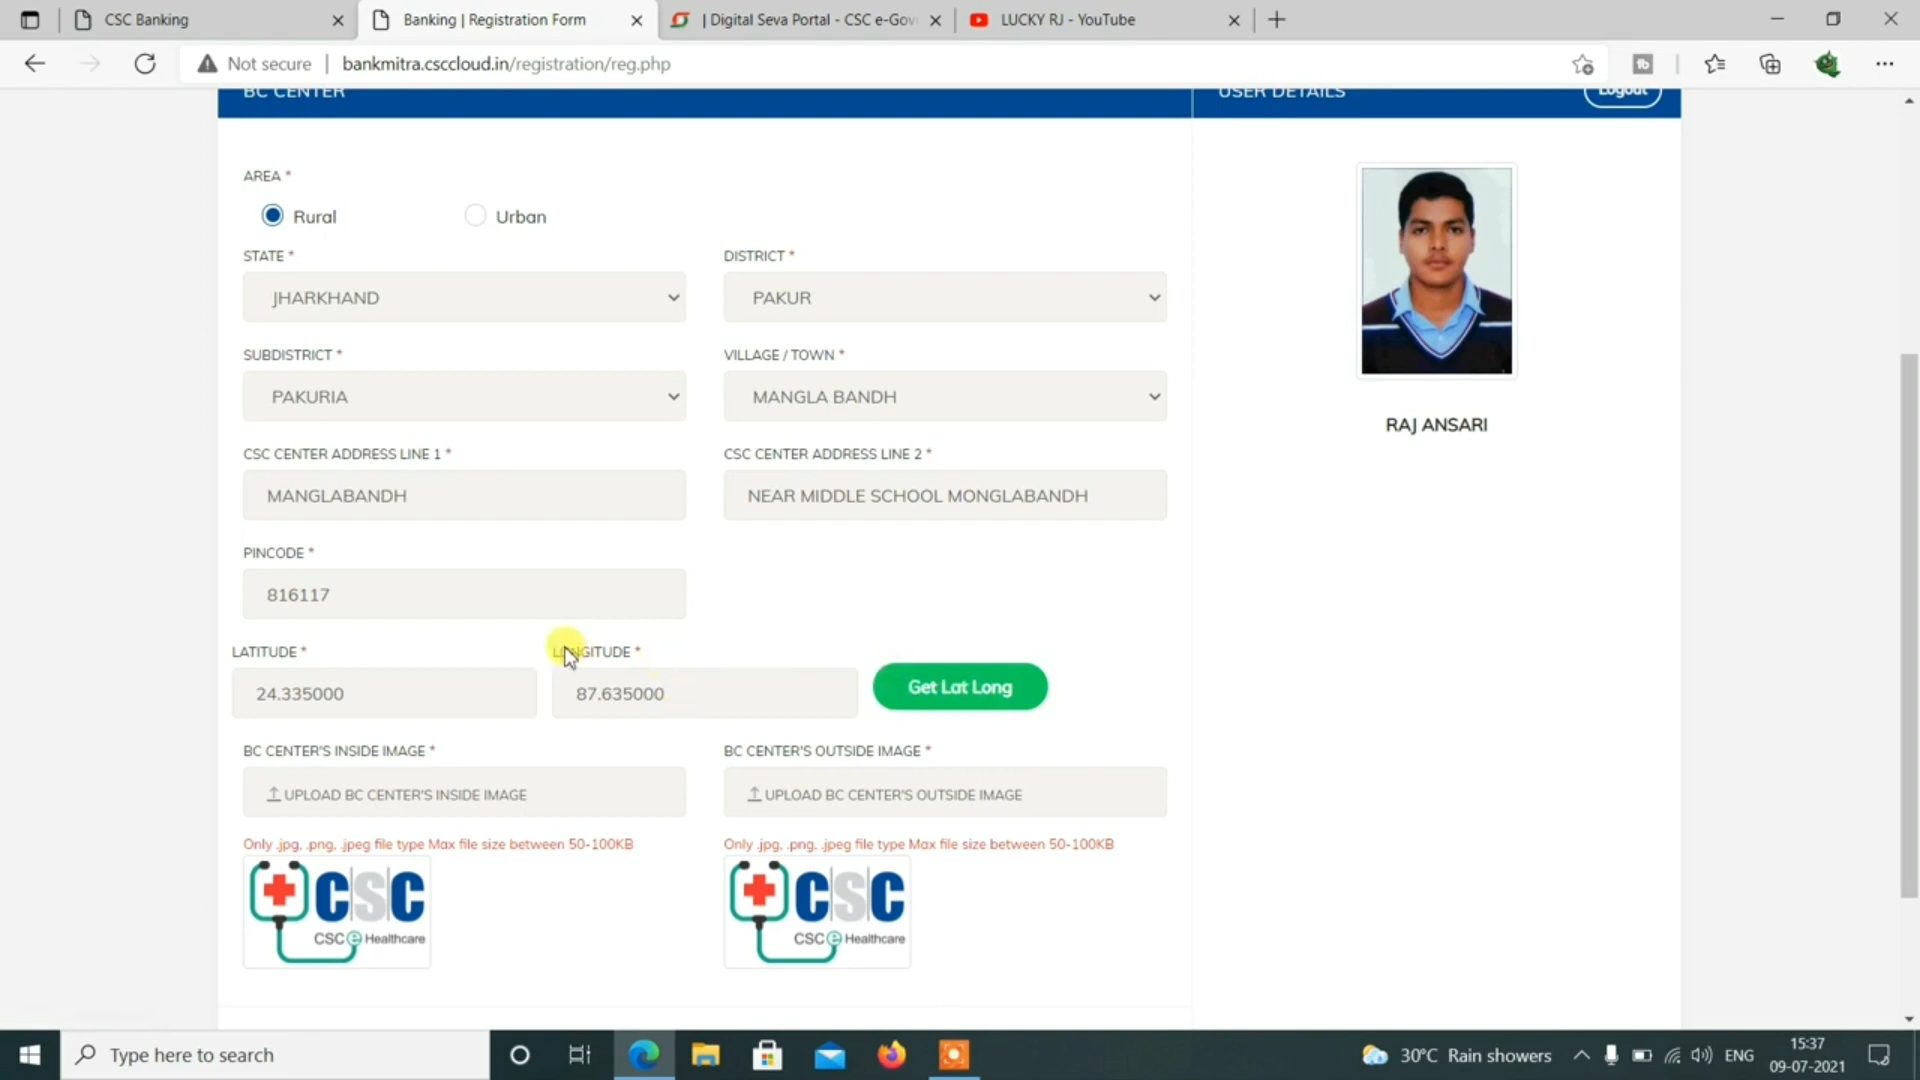 CSC Banking
Banking | Registration Form
| Digital Seva Portal - CSC e-Gov
LUCKY RJ - YouTube
Not secure | bankmitra.csccloud.in/registration/reg.php
BC CENTER
USER DETAILS
Logout
AREA *
Rural
Urban
STATE *
DISTRICT *
JHARKHAND
PAKUR
SUBDISTRICT *
VILLAGE / TOWN *
PAKURIA
MANGLA BANDH
RAJ ANSARI
CSC CENTER ADDRESS LINE 1 *
CSC CENTER ADDRESS LINE 2 *
MANGLABANDH
NEAR MIDDLE SCHOOL MONGLABANDH
PINCODE *
816117
LATITUDE *
LONGITUDE *
24.335000
87.635000
Get Lat Long
BC CENTER'S INSIDE IMAGE *
BC CENTER'S OUTSIDE IMAGE *
UPLOAD BC CENTER'S INSIDE IMAGE
UPLOAD BC CENTER'S OUTSIDE IMAGE
Only .jpg, .png, .jpeg file type Max file size between 50-100KB
Only .jpg, .png, .jpeg file type Max file size between 50-100KB
CSC
CSC e Healthcare
CSC
CSC e Healthcare
Type here to search
30°C Rain showers
ENG
15:37
09-07-2021